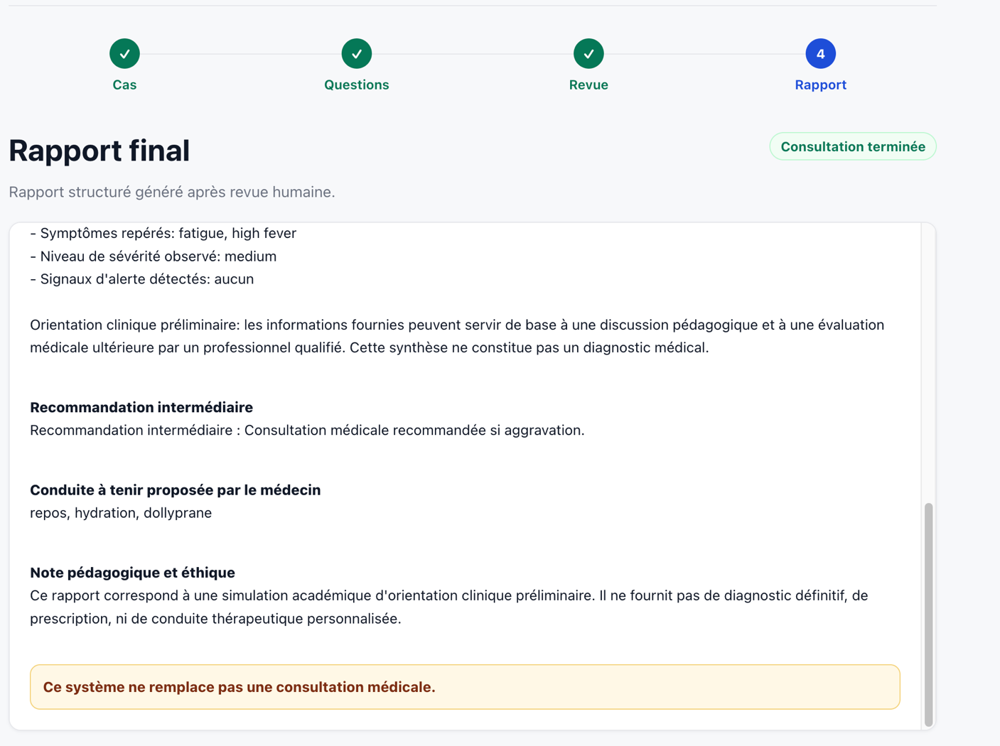 Cas
Questions
Revue
4
Rapport
Rapport final
Consultation terminée
Rapport structuré généré après revue humaine.
- Symptômes repérés: fatigue, high fever
- Niveau de sévérité observé: medium
- Signaux d'alerte détectés: aucun
Orientation clinique préliminaire: les informations fournies peuvent servir de base à une discussion pédagogique et à une évaluation
médicale ultérieure par un professionnel qualifié. Cette synthèse ne constitue pas un diagnostic médical.
Recommandation intermédiaire
Recommandation intermédiaire : Consultation médicale recommandée si aggravation.
Conduite à tenir proposée par le médecin
repos, hydration, dollyprane
Note pédagogique et éthique
Ce rapport correspond à une simulation académique d'orientation clinique préliminaire. Il ne fournit pas de diagnostic définitif, de
prescription, ni de conduite thérapeutique personnalisée.
Ce système ne remplace pas une consultation médicale.